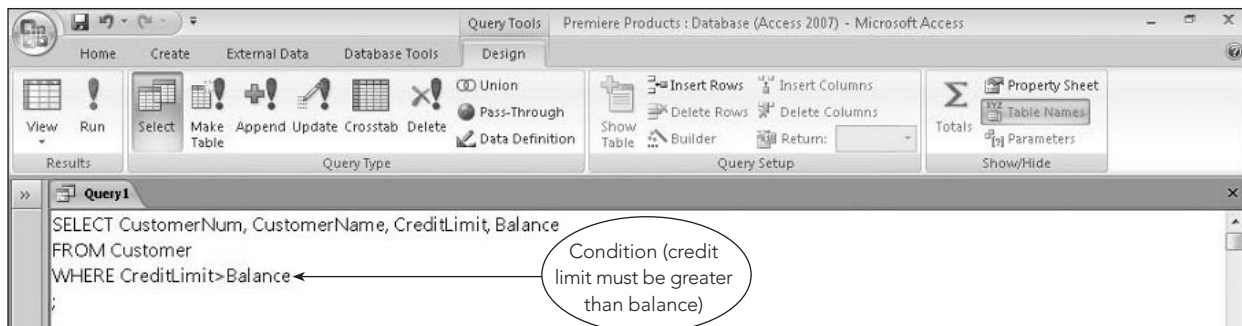 Query Tools
Premiere Products : Database (Access 2007) - Microsoft Access
Home Create External Data Database Tools Design
View
Run
Results
Select
Make Table
Append
Update
Crosstab
Delete
Union
Pass-Through
Data Definition
Query Type
Show Table
Insert Rows
Delete Rows
Builder
Insert Columns
Delete Columns
Return:
Query Setup
Totals
Property Sheet
XYZ Table Names
Parameters
Show/Hide
Query1
SELECT CustomerNum, CustomerName, CreditLimit, Balance
FROM Customer
WHERE CreditLimit>Balance
;
Condition (credit
limit must be greater
than balance)